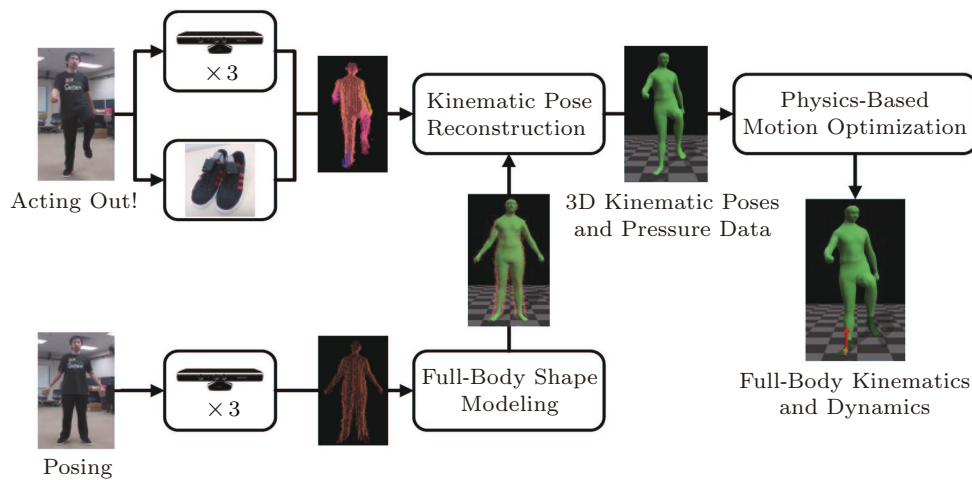 × 3
Acting Out!
Kinematic Pose
Reconstruction
Physics-Based
Motion Optimization
3D Kinematic Poses
and Pressure Data
× 3
Posing
Full-Body Shape
Modeling
Full-Body Kinematics
and Dynamics